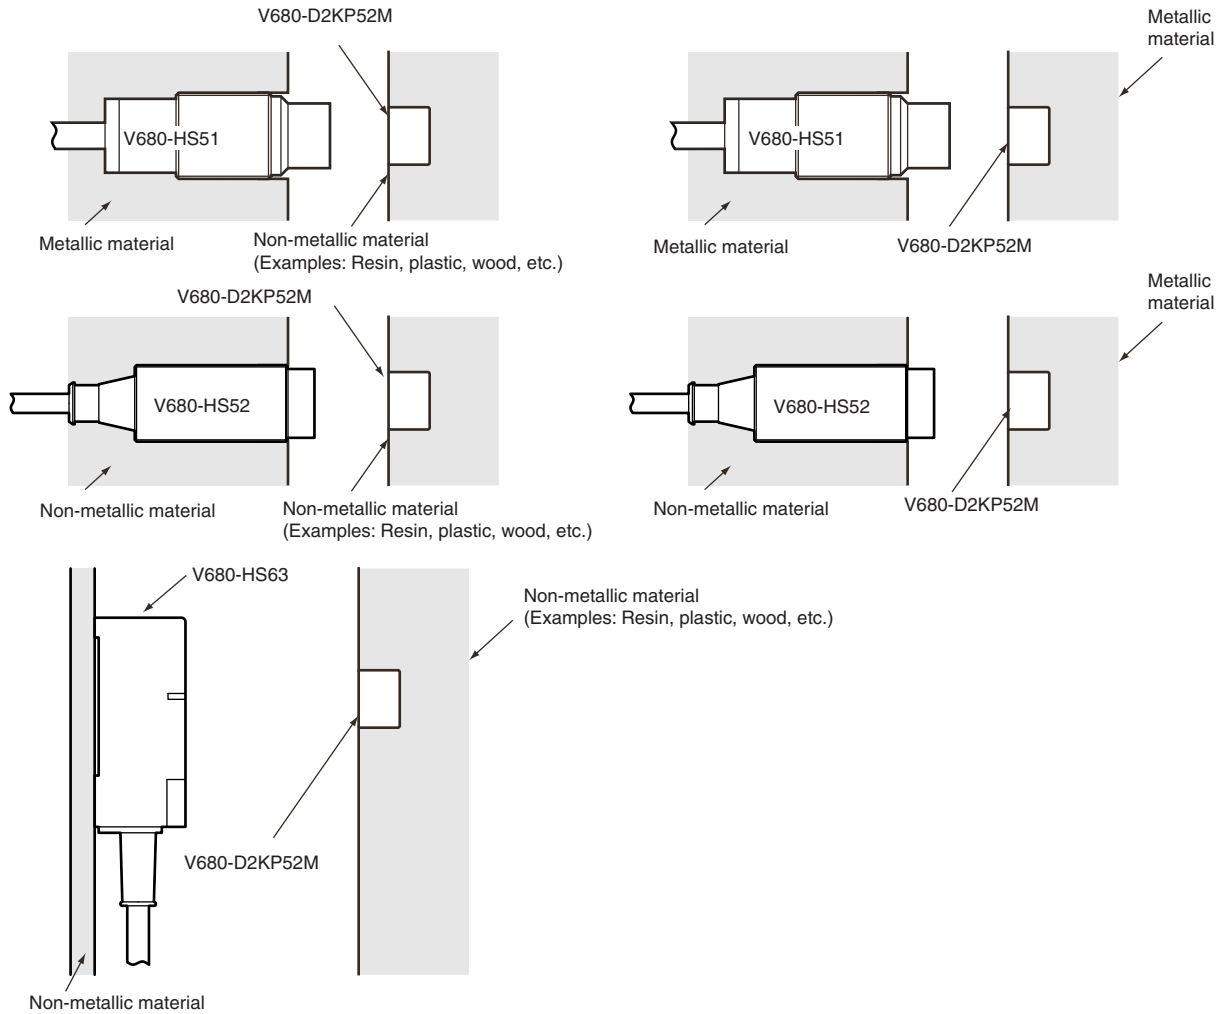 V680-D2KP52M
Metallic
material
V680-HS51
V680-HS51
Metallic material
Non-metallic material
(Examples: Resin, plastic, wood, etc.)
Metallic material
V680-D2KP52M
V680-D2KP52M
Metallic
material
V680-HS52
V680-HS52
Non-metallic material
Non-metallic material
(Examples: Resin, plastic, wood, etc.)
Non-metallic material
V680-D2KP52M
V680-HS63
Non-metallic material
(Examples: Resin, plastic, wood, etc.)
V680-D2KP52M
Non-metallic material